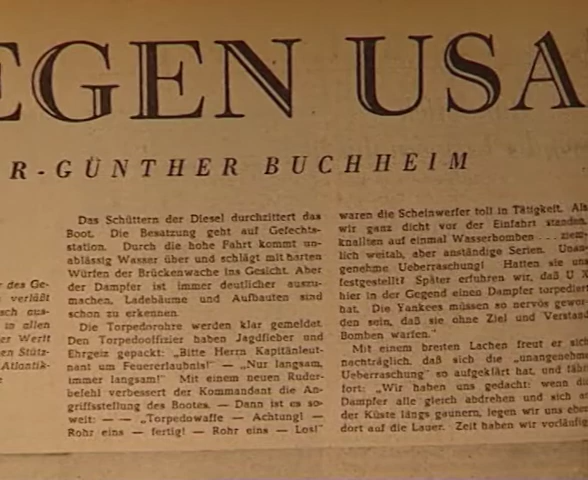 EGEN USA
R-GÜNTHER BUCHHEIM
r des Ge-
verläßt
sch aus-
in allen
er Werft
en Stütz-
Atlantik-
Das Schüttern der Diesel durchzittert das
Boot. Die Besatzung geht auf Gefechts-
station. Durch die hohe Fahrt kommt un-
ablässig Wasser über und schlägt mit harten
Würfen der Brückenwache ins Gesicht. Aber
der Dampfer ist immer deutlicher auszu-
machen. Ladebäume und Aufbauten sind
schon zu erkennen.
Die Torpedorohre werden klar gemeldet.
Den Torpedooffizier haben Jagdfieber und
Ehrgeiz gepackt: „Bitte Herrn Kapitänleut-
nant um Feuererlaubnis!" — „Nur langsam,
immer langsam!" Mit einem neuen Ruder-
befehl verbessert der Kommandant die An-
griffsstellung des Bootes. — Dann ist es so-
weit: — — „Torpedowaffe — Achtung! —
Rohr eins — fertig! — Rohr eins — Los!"
waren die Scheinwerfer toll in Tätigkeit. Als
wir ganz dicht vor der Einfahrt standen,
knallten auf einmal Wasserbomben . . . ziem-
lich weitab, aber anständige Serien. Unan-
genehme Ueberraschung! Hatten sie uns
festgestellt? Später erfuhren wir, daß U X
hier in der Gegend einen Dampfer torpediert
hat. Die Yankees müssen so nervös gewor-
den sein, daß sie ohne Ziel und Verstand
Bomben warfen."
Mit einem breiten Lachen freut er sich
nachträglich, daß sich die „unangenehme
Ueberraschung" so aufgeklärt hat, und fährt
fort: „Wir haben uns gedacht: wenn die
Dampfer alle gleich abdrehen und sich an
der Küste längs gaunern, legen wir uns eben
dort auf die Lauer. Zeit haben wir vorläufig